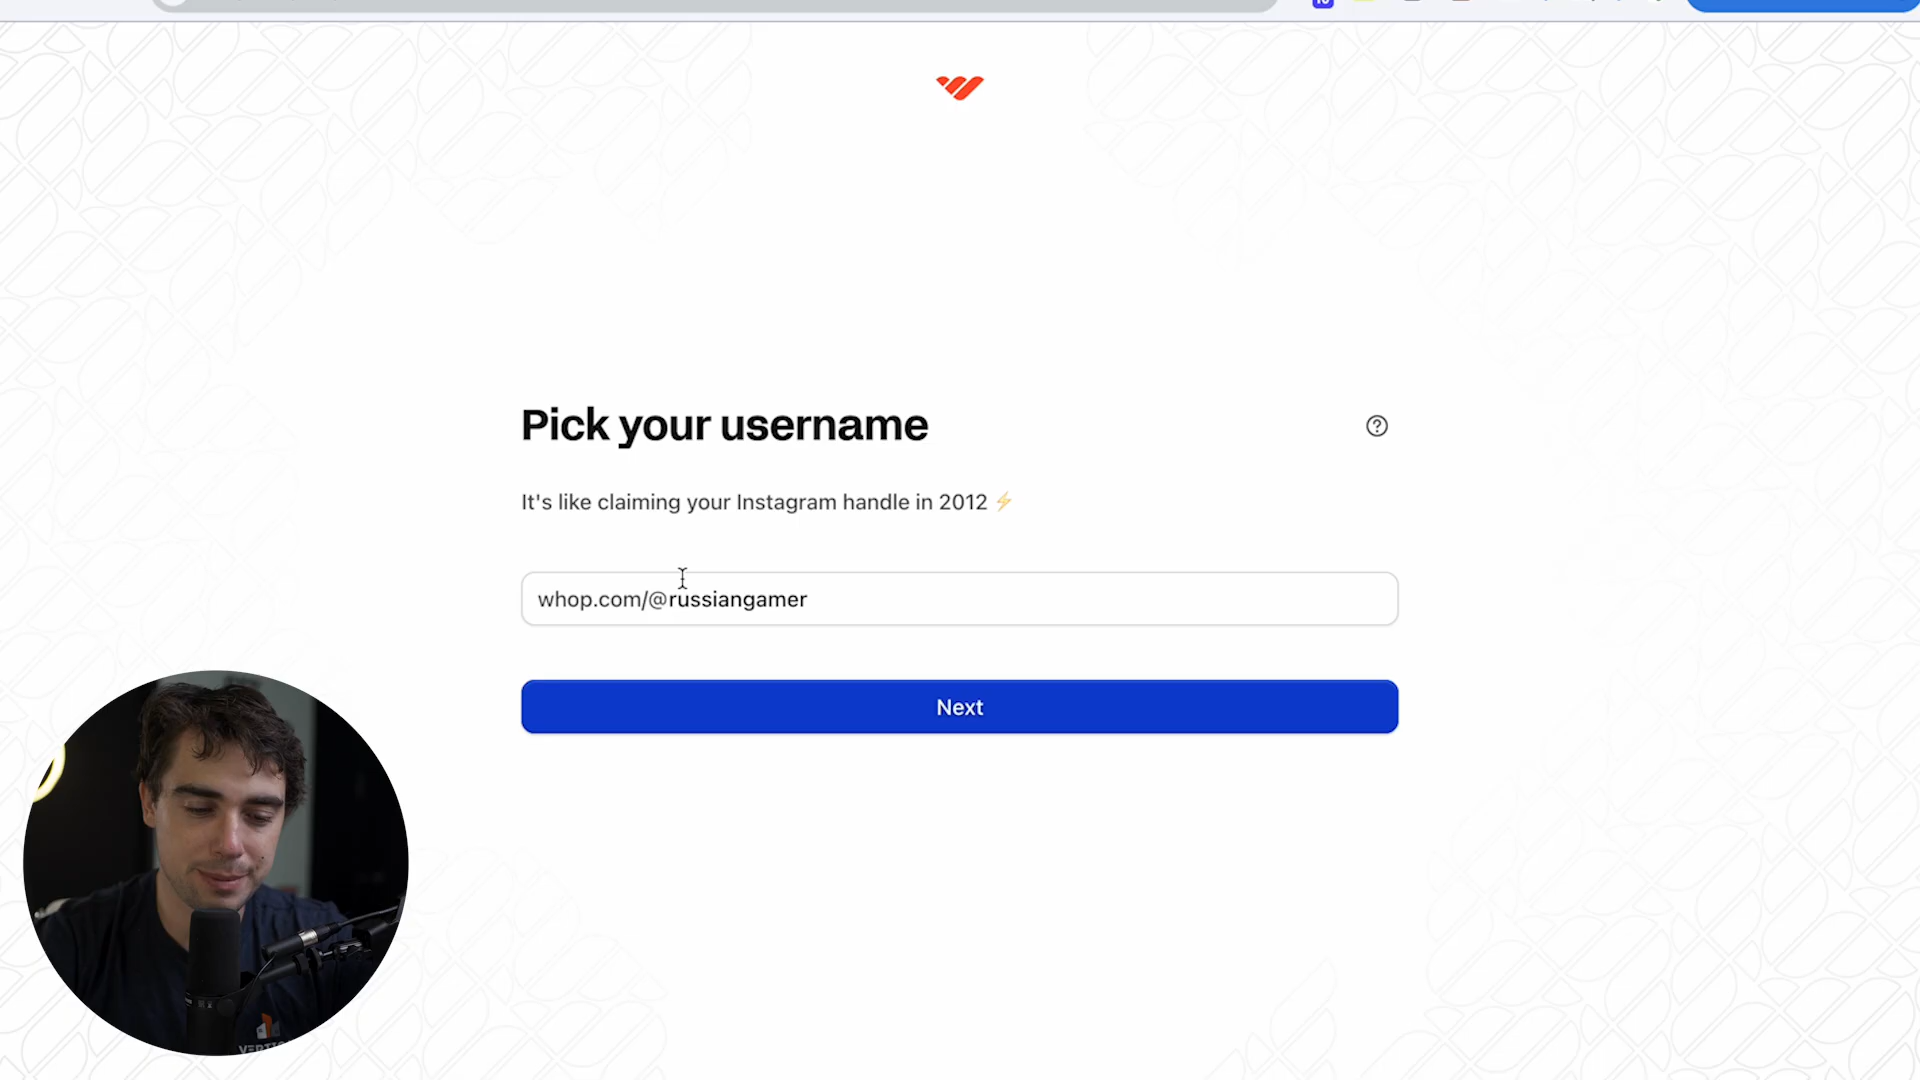 Pick your username
It's like claiming your Instagram handle in 2012 ⚡
whop.com/@russiangamer
Next